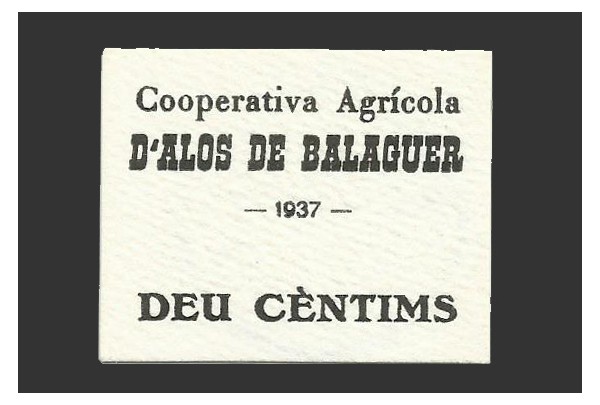 Cooperativa Agrícola
D'ALOS DE BALAGUER
— 1937 —
DEU CÈNTIMS